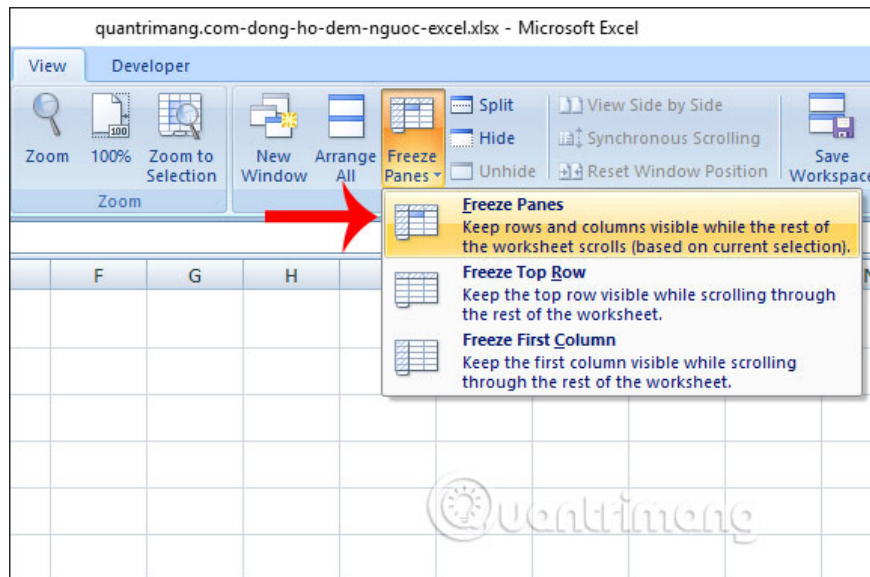 quantrimang.com-dong-ho-dem-nguoc-excel.xlsx - Microsoft Excel
View Developer
Zoom 100% Zoom to Selection
New Window Arrange All Freeze Panes
Split
Hide
Unhide
View Side by Side
Synchronous Scrolling
Reset Window Position
Save Workspace
Zoom
Freeze Panes
Keep rows and columns visible while the rest of
the worksheet scrolls (based on current selection).
Freeze Top Row
Keep the top row visible while scrolling through
the rest of the worksheet.
Freeze First Column
Keep the first column visible while scrolling
through the rest of the worksheet.
F G H
Quantrimang